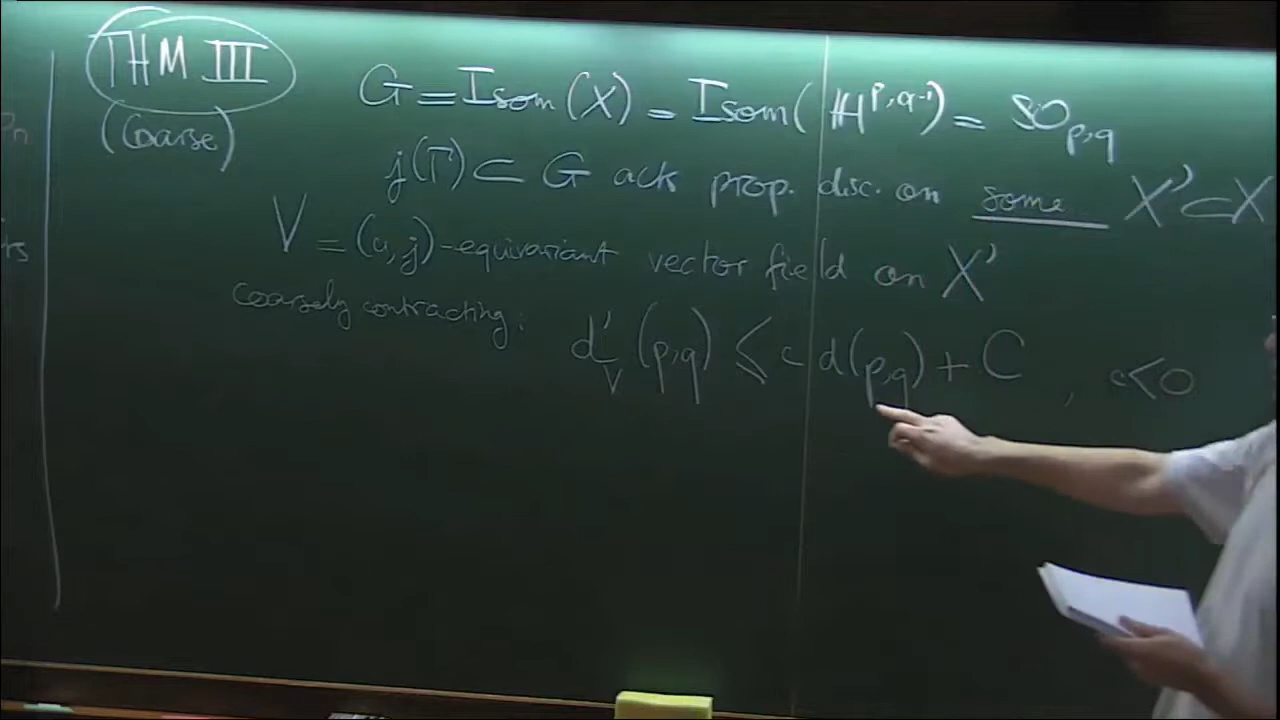 THM III
(Coarse)
G = Isom(X) = Isom(ℍ^{p,q-1}) = SO_{p,q}
j(Γ) ⊂ G acts prop. disc. on some X' ⊂ X
V = (u,j)-equivariant vector field on X'
coarsely contracting: d'_V(p,q) ≤ c d(p,q) + C , c<0